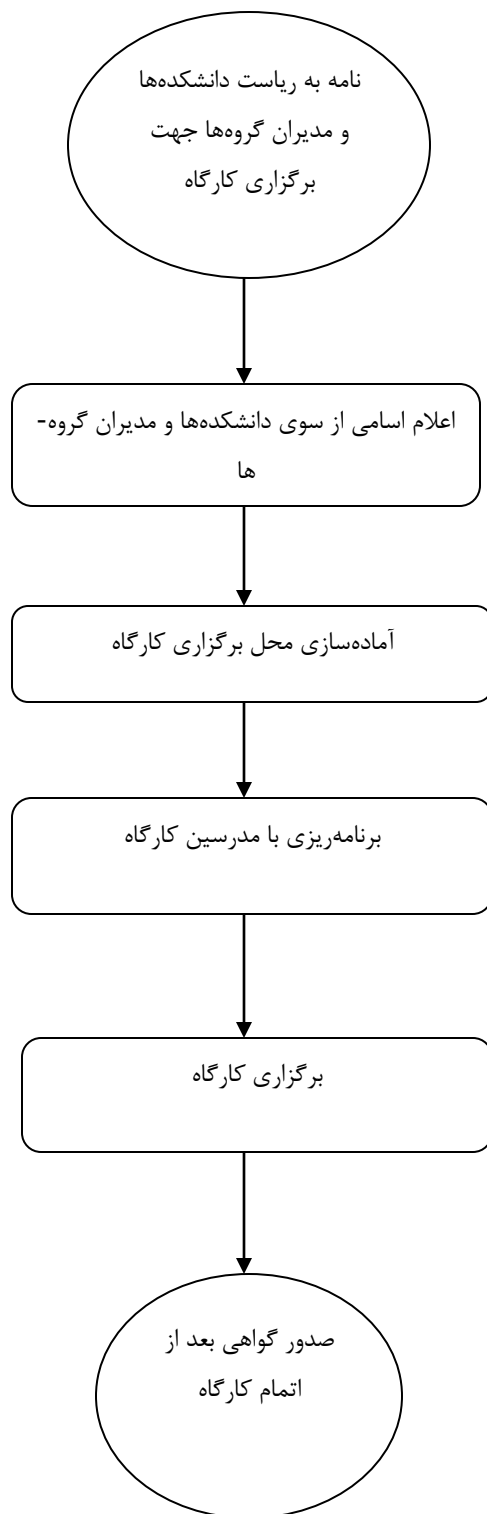 نامه به ریاست دانشکده‌ها
و مدیران گروه‌ها جهت
برگزاری کارگاه
اعلام اسامی از سوی دانشکده‌ها و مدیران گروه-
ها
آماده‌سازی محل برگزاری کارگاه
برنامه‌ریزی با مدرسین کارگاه
برگزاری کارگاه
صدور گواهی بعد از
اتمام کارگاه